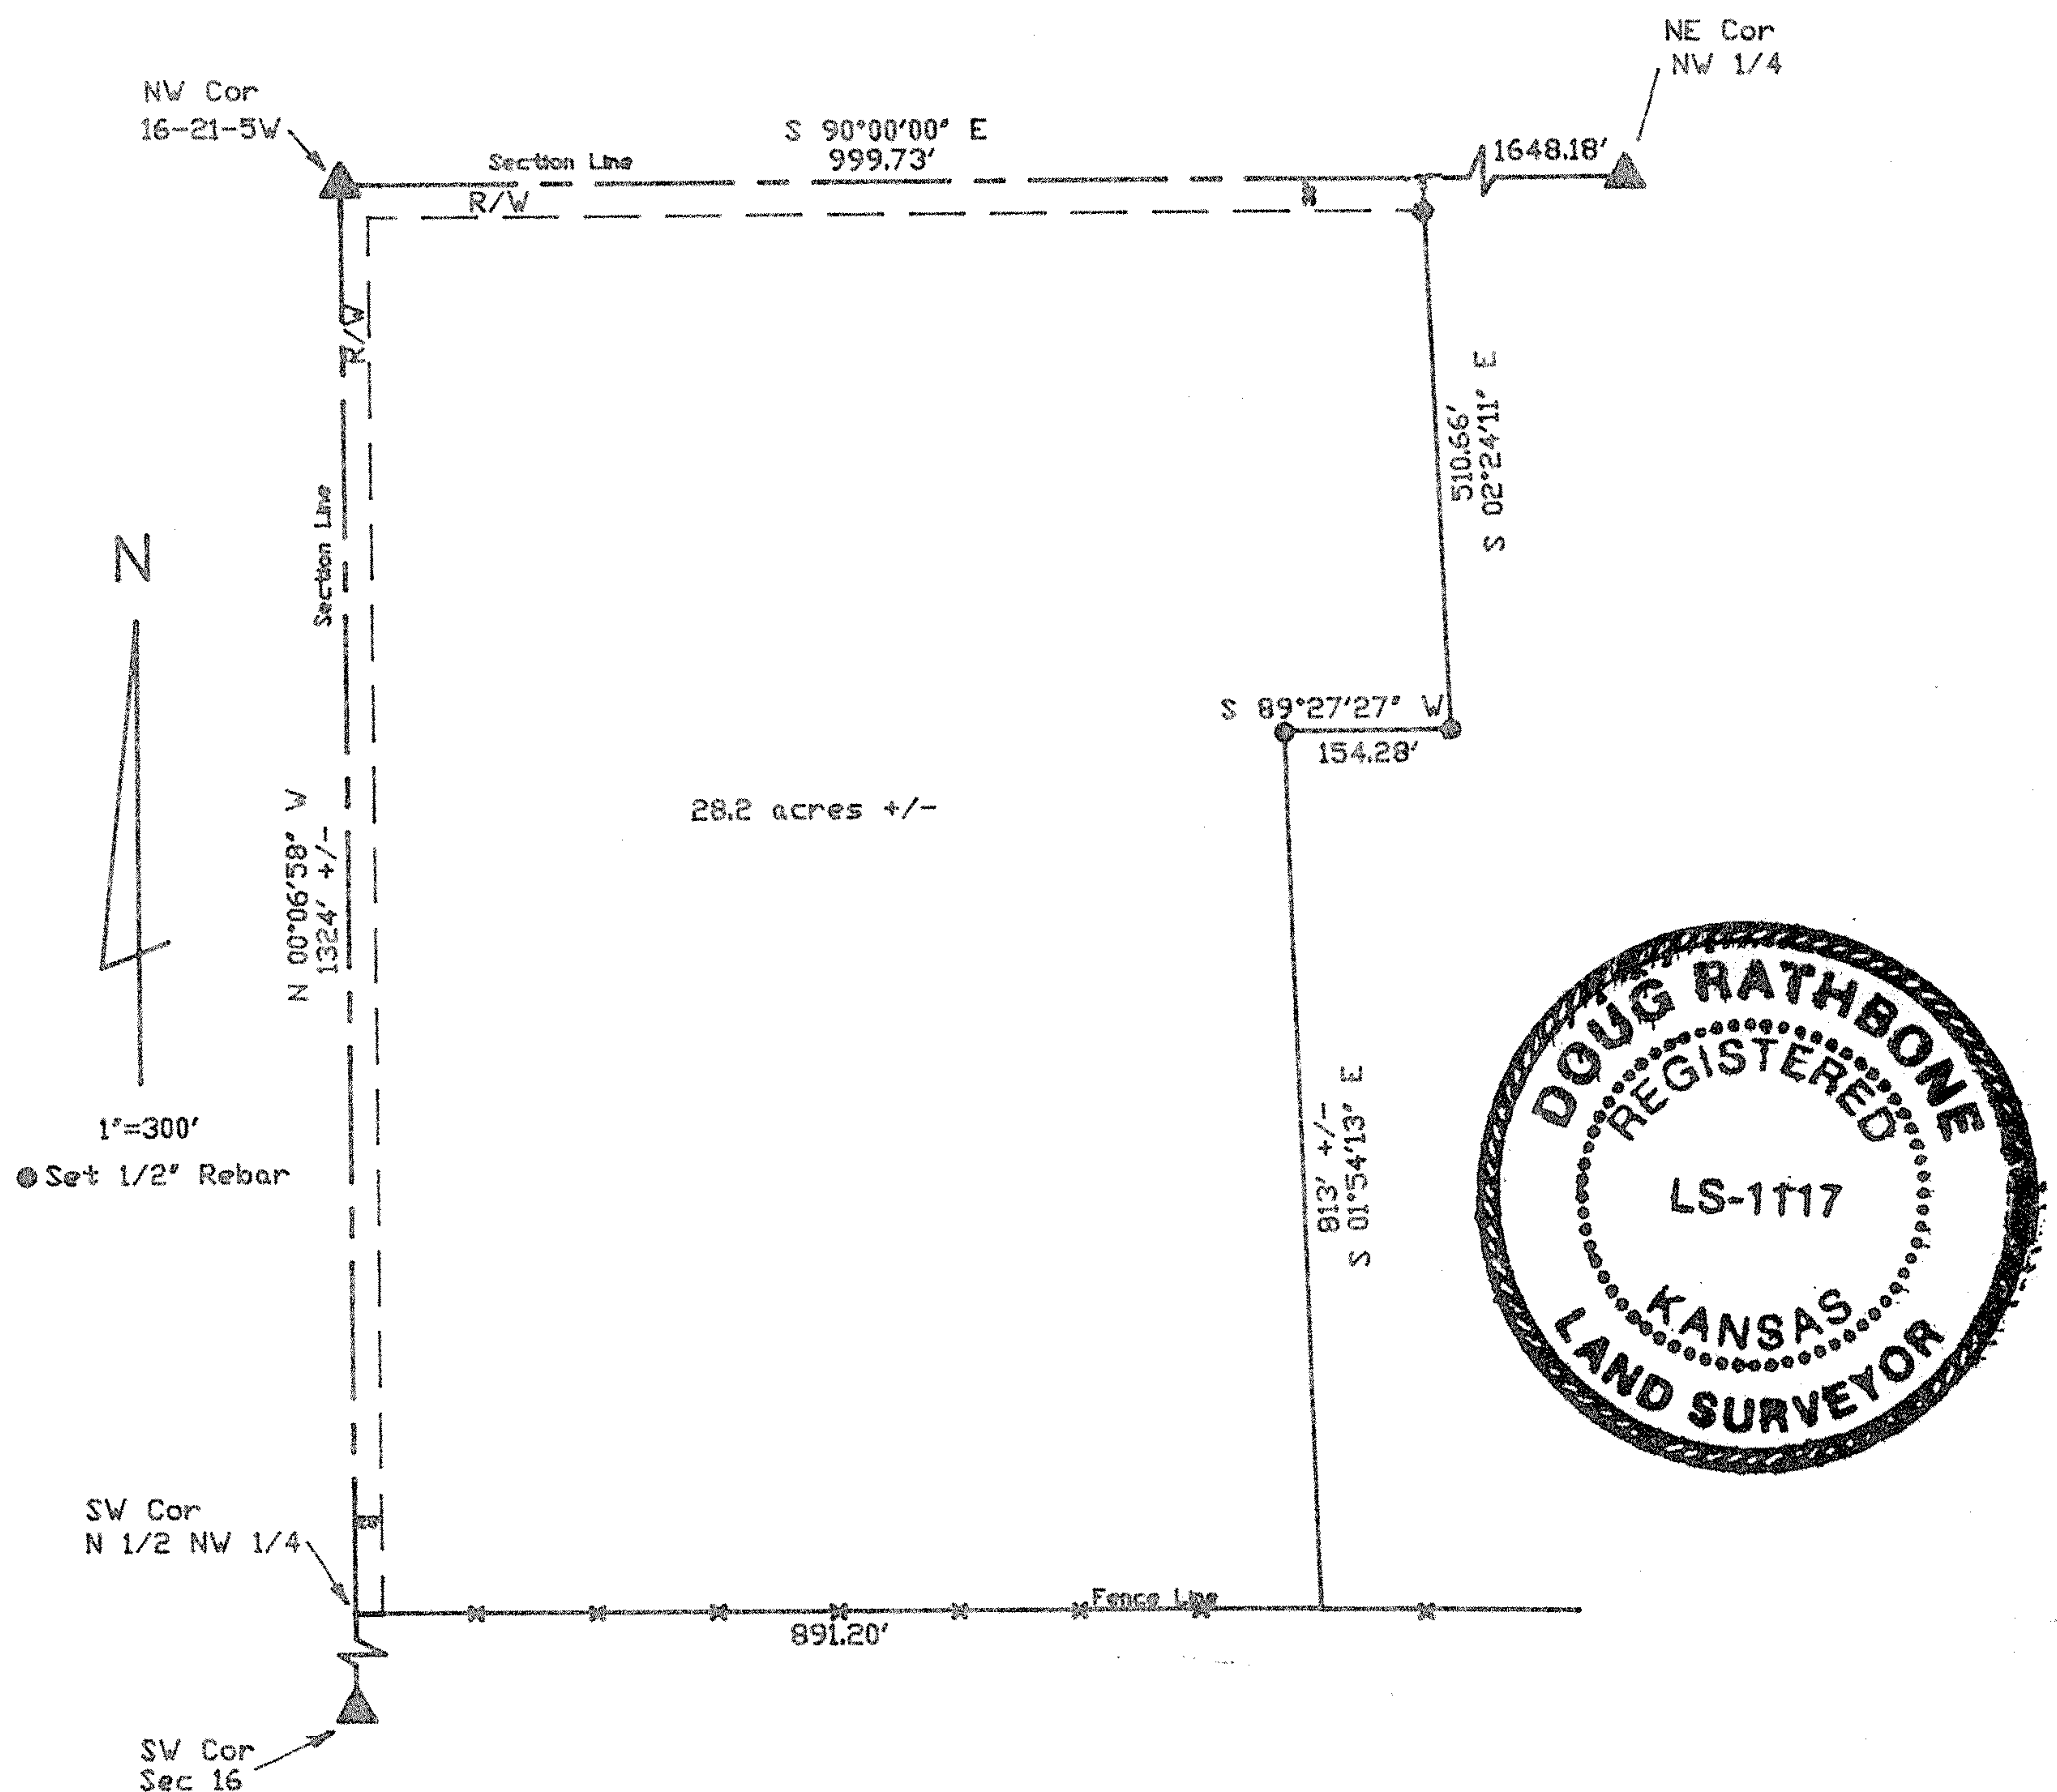 NE Cor
NW 1/4
NW Cor
16-21-5W
S 90°00'00" E
999.73'
1648.18'
Section Line
R/W
R/W
510.66'
S 02°24'11" E
Section Line
N
S 89°27'27" W
154.28'
28.2 acres +/-
N 00°06'58" W
1324' +/-
DOUG RATHBONE
REGISTERED
LS-1117
KANSAS
LAND SURVEYOR
813' +/-
S 01°54'13" E
1"=300'
Set 1/2" Rebar
SW Cor
N 1/2 NW 1/4
Fence Line
891.20'
SW Cor
Sec 16